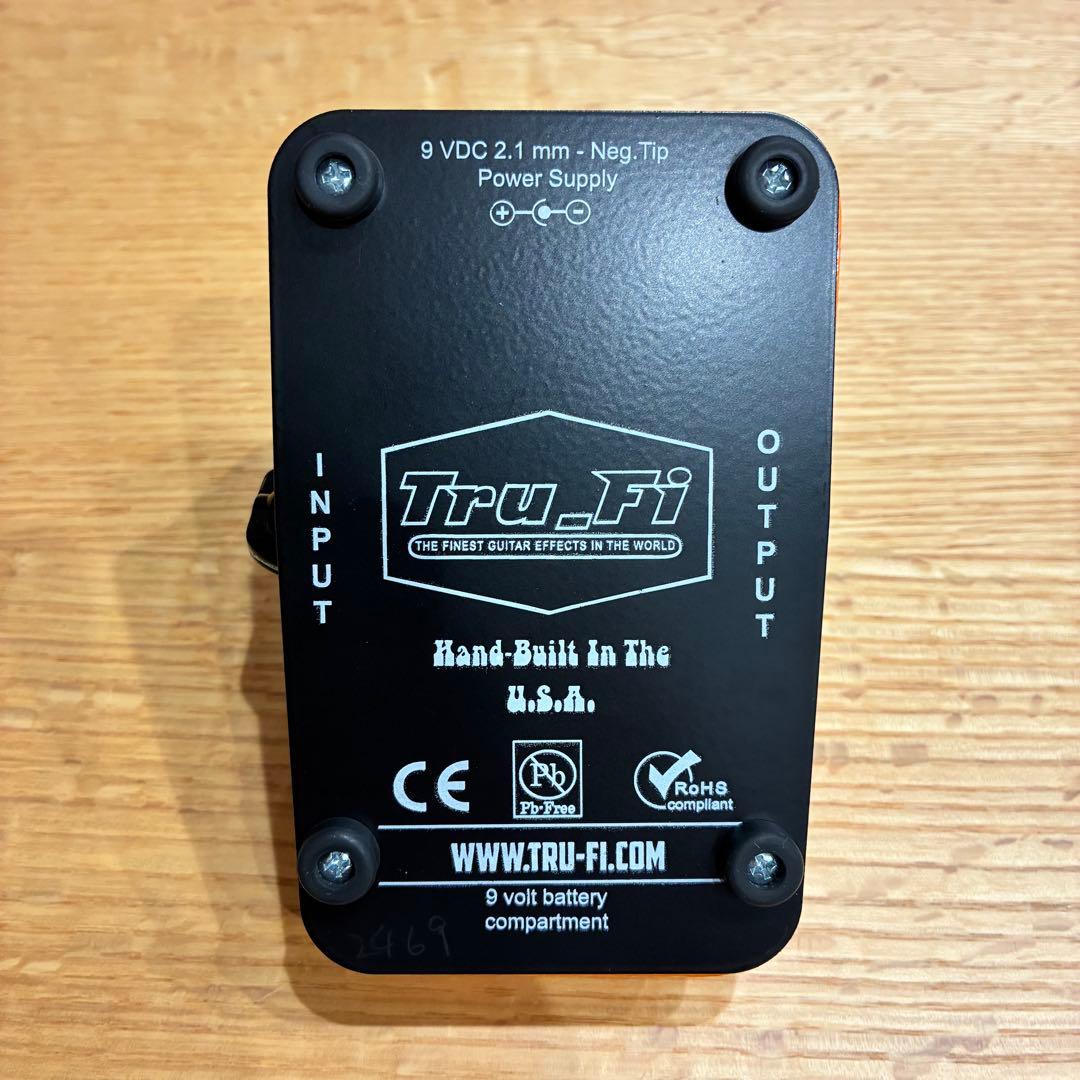 9 VDC 2.1 mm - Neg.Tip
Power Supply
INPUT
OUTPUT
Tru_Fi
THE FINEST GUITAR EFFECTS IN THE WORLD
Hand-Built In The
U.S.A.
CE
Pb
Pb-Free
RoHS
compliant
WWW.TRU-FI.COM
9 volt battery
compartment
2469